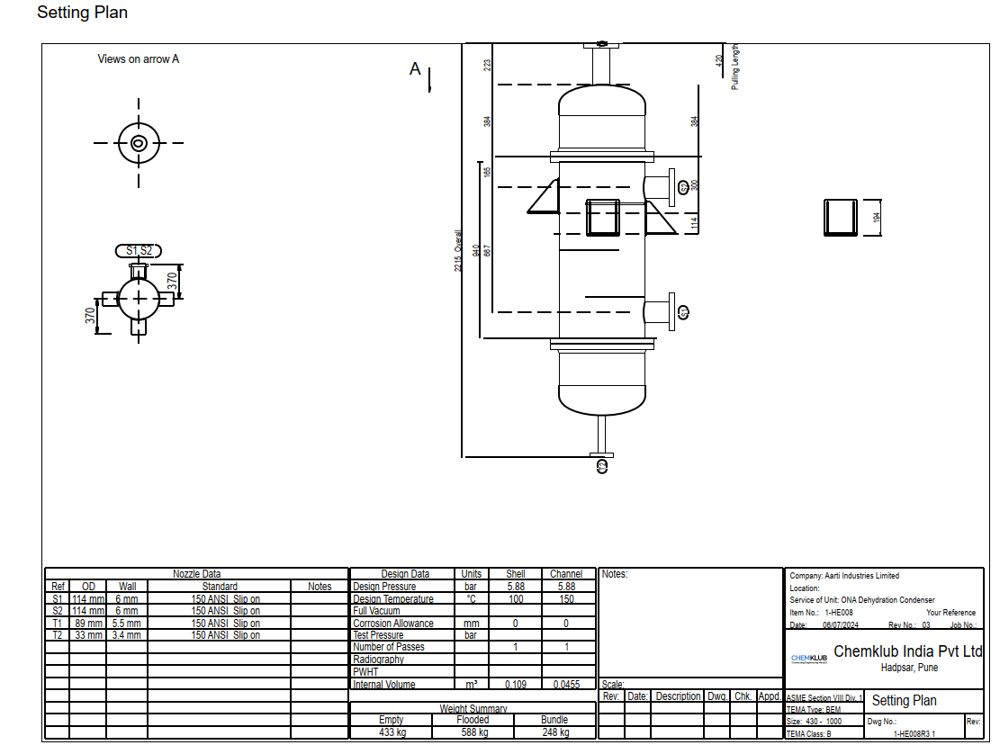 Setting Plan
Views on arrow A
A
223
384
165
940
667
2215 Overall
420
Pulling Length
384
300
114
S2
S1
T2
194
S1 S2
370
370
Nozzle Data
Ref OD Wall Standard Notes
S1 114 mm 6 mm 150 ANSI Slip on
S2 114 mm 6 mm 150 ANSI Slip on
T1 89 mm 5.5 mm 150 ANSI Slip on
T2 33 mm 3.4 mm 150 ANSI Slip on
Design Data Units Shell Channel
Design Pressure bar 5.88 5.88
Design Temperature °C 100 150
Full Vacuum
Corrosion Allowance mm 0 0
Test Pressure bar
Number of Passes 1 1
Radiography
PWHT
Internal Volume m³ 0.109 0.0455
Weight Summary
Empty Flooded Bundle
433 kg 588 kg 248 kg
Notes:
Scale:
Rev: Date: Description Dwg. Chk. Appd.
Company: Aarti Industries Limited
Location:
Service of Unit: ONA Dehydration Condenser
Item No.: 1-HE008 Your Reference
Date: 06/07/2024 Rev No.: 03 Job No.:
CHEMKLUB
Chemklub India Pvt Ltd
Hadpsar, Pune
ASME Section VIII Div. 1
TEMA Type: BEM
Setting Plan
Size: 430 - 1000
TEMA Class: B
Dwg No.:
1-HE008R3 1
Rev: